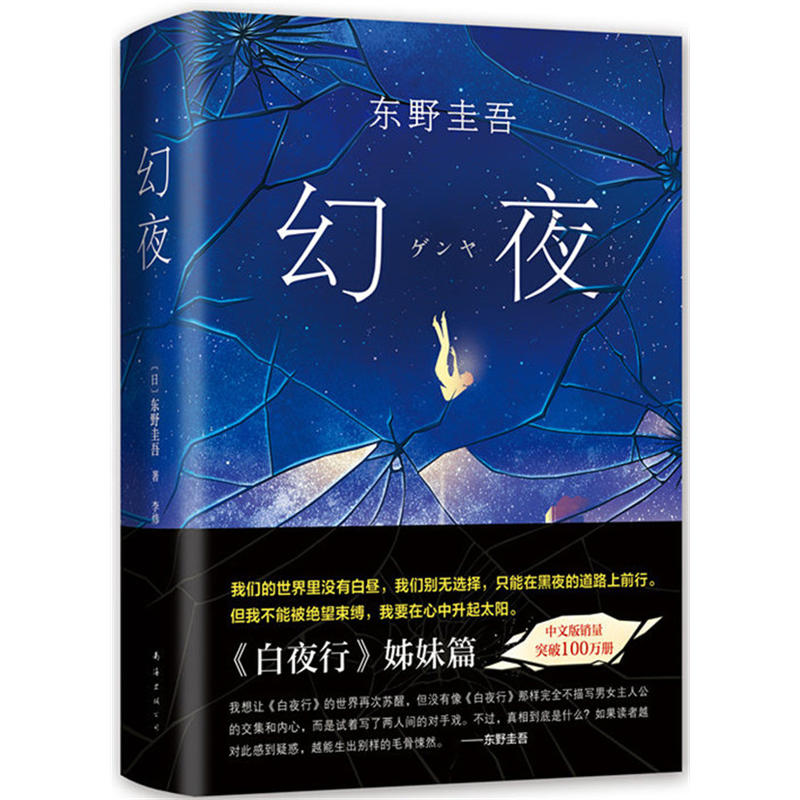 东野圭吾
幻夜
ゲンヤ
幻夜
〔日〕东野圭吾 著
南海出版公司
我们的世界里没有白昼，我们别无选择，只能在黑夜的道路上前行。
但我不能被绝望束缚，我要在心中升起太阳。
《白夜行》姊妹篇
中文版销量
突破100万册
我想让《白夜行》的世界再次苏醒，但没有像《白夜行》那样完全不描写男女主人公
的交集和内心，而是试着写了两人间的对手戏。不过，真相到底是什么？如果读者越
对此感到疑惑，越能生出别样的毛骨悚然。 ——东野圭吾